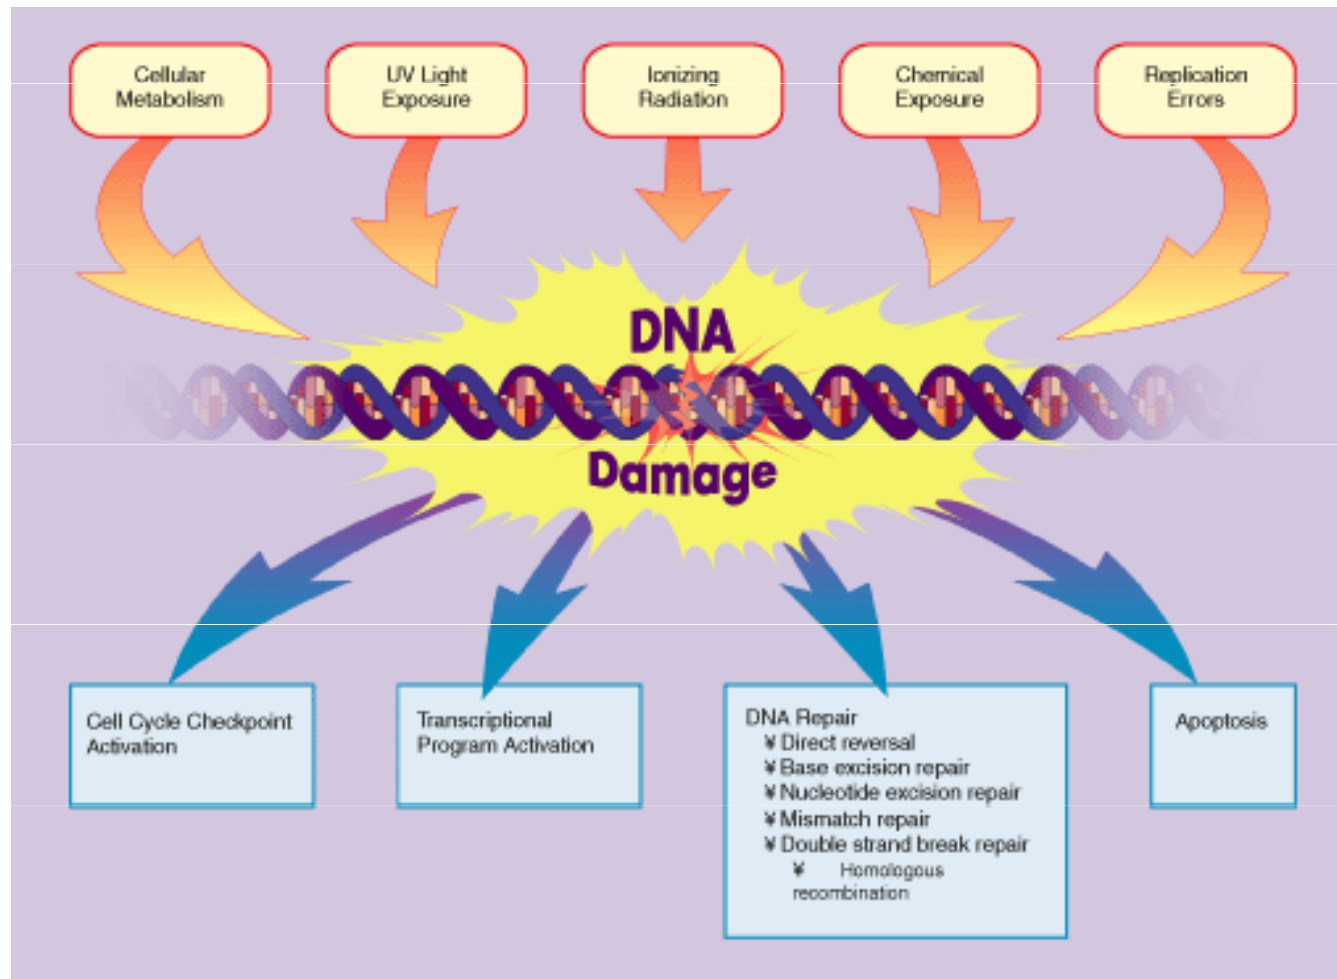 Cellular
Metabolism
UV Light
Exposure
Ionizing
Radiation
Chemical
Exposure
Replication
Errors
DNA
Damage
Cell Cycle Checkpoint
Activation
Transcriptional
Program Activation
DNA Repair
¥ Direct reversal
¥ Base excision repair
¥ Nucleotide excision repair
¥ Mismatch repair
¥ Double strand break repair
¥ Homologous
recombination
Apoptosis